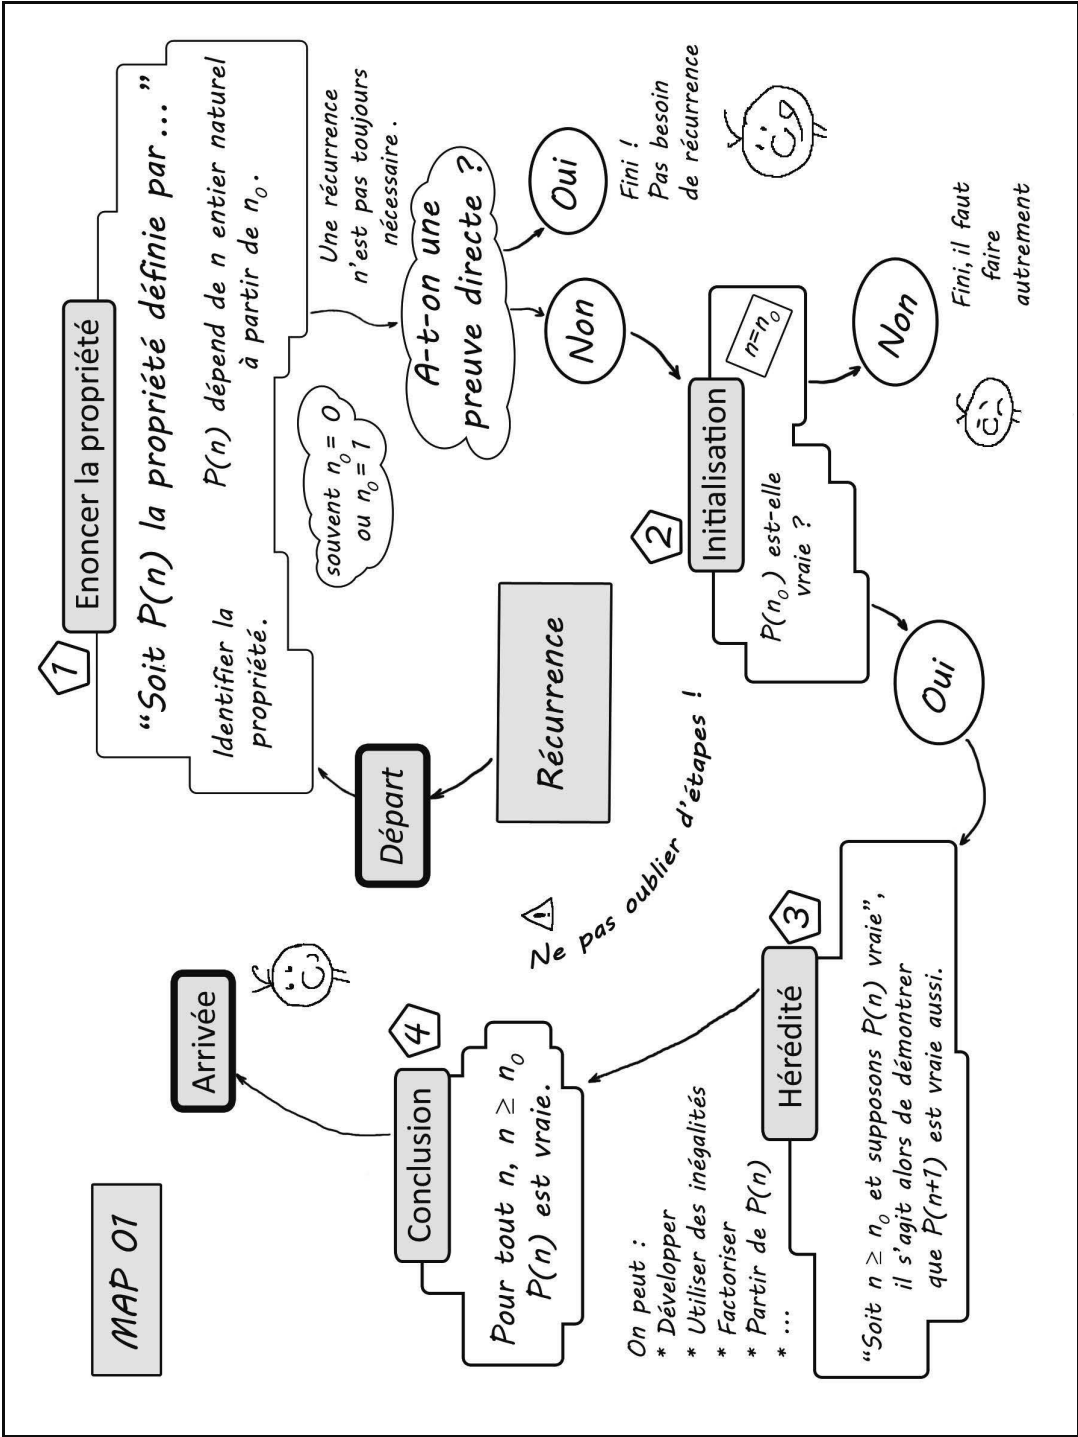 MAP 01
Récurrence
Départ
1
Enoncer la propriété
“Soit P(n) la propriété définie par...”
Identifier la
propriété.
P(n) dépend de n entier naturel
à partir de n₀.
souvent n₀ = 0
ou n₀ = 1
Une récurrence
n'est pas toujours
nécessaire.
A-t-on une
preuve directe ?
Oui
Fini !
Pas besoin
de récurrence
Non
2
Initialisation
n=n₀
P(n₀) est-elle
vraie ?
Non
Fini, il faut
faire
autrement
Oui
Ne pas oublier d'étapes !
3
Hérédité
“Soit n ≥ n₀ et supposons P(n) vraie”,
il s'agit alors de démontrer
que P(n+1) est vraie aussi.
On peut :
* Développer
* Utiliser des inégalités
* Factoriser
* Partir de P(n)
* ...
4
Conclusion
Pour tout n, n ≥ n₀
P(n) est vraie.
Arrivée